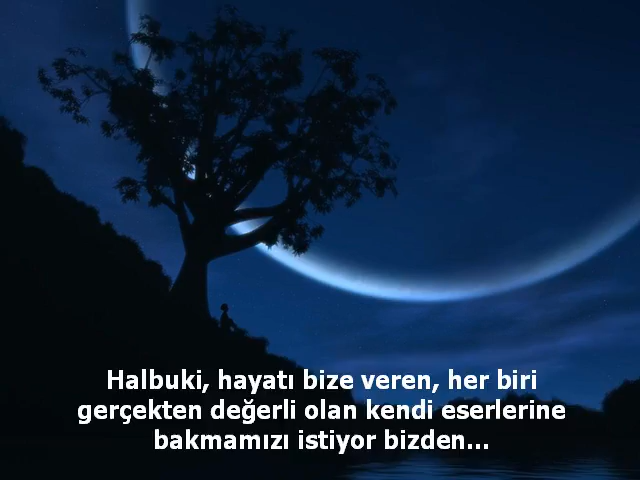 Halbuki, hayatı bize veren, her biri
gerçekten değerli olan kendi eserlerine
bakmamızı istiyor bizden...